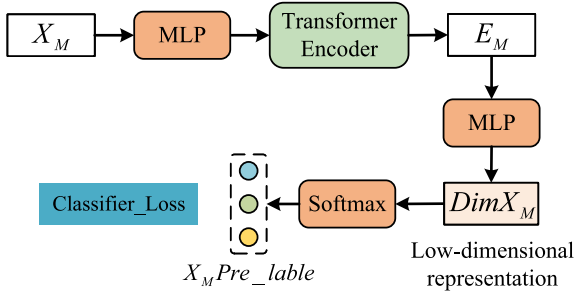 X_M
MLP
Transformer
Encoder
E_M
MLP
DimX_M
Softmax
Classifier_Loss
X_M Pre_lable
Low-dimensional
representation